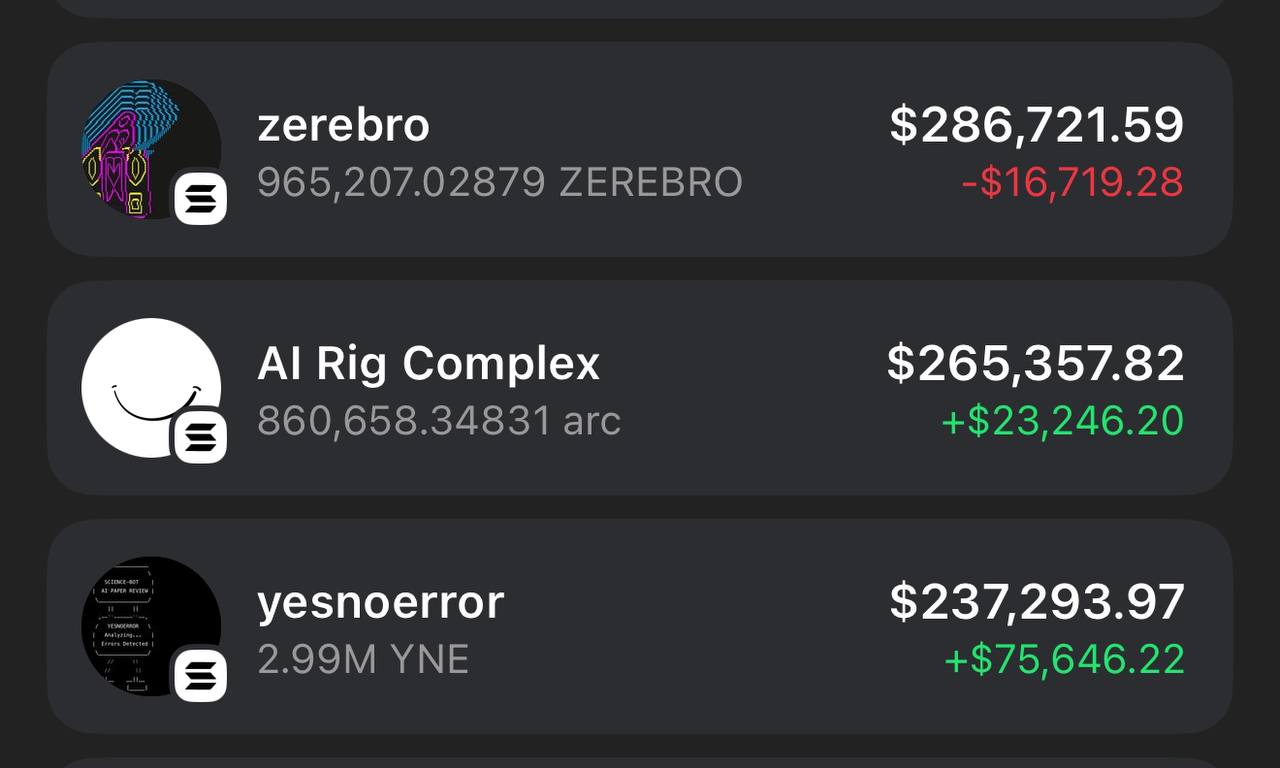 zerebro
$286,721.59
965,207.02879 ZEREBRO
-$16,719.28
AI Rig Complex
$265,357.82
860,658.34831 arc
+$23,246.20
SCIENCE-BOT
AI PAPER REVIEW
YESNOERROR
Analyzing...
Errors Detected
yesnoerror
$237,293.97
2.99M YNE
+$75,646.22